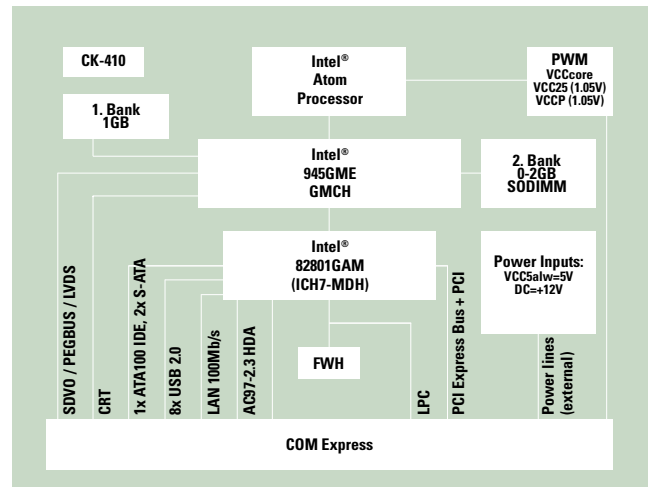 CK-410
Intel®
Atom
Processor
PWM
VCCcore
VCC25 (1.05V)
VCCP (1.05V)
1. Bank
1GB
Intel®
945GME
GMCH
2. Bank
0-2GB
SODIMM
Intel®
82801GAM
(ICH7-MDH)
Power Inputs:
VCC5alw=5V
DC=+12V
SDVO / PEGBUS / LVDS
CRT
1x ATA100 IDE, 2x S-ATA
8x USB 2.0
LAN 100Mb/s
AC97-2.3 HDA
FWH
LPC
PCI Express Bus + PCI
Power lines
(external)
COM Express